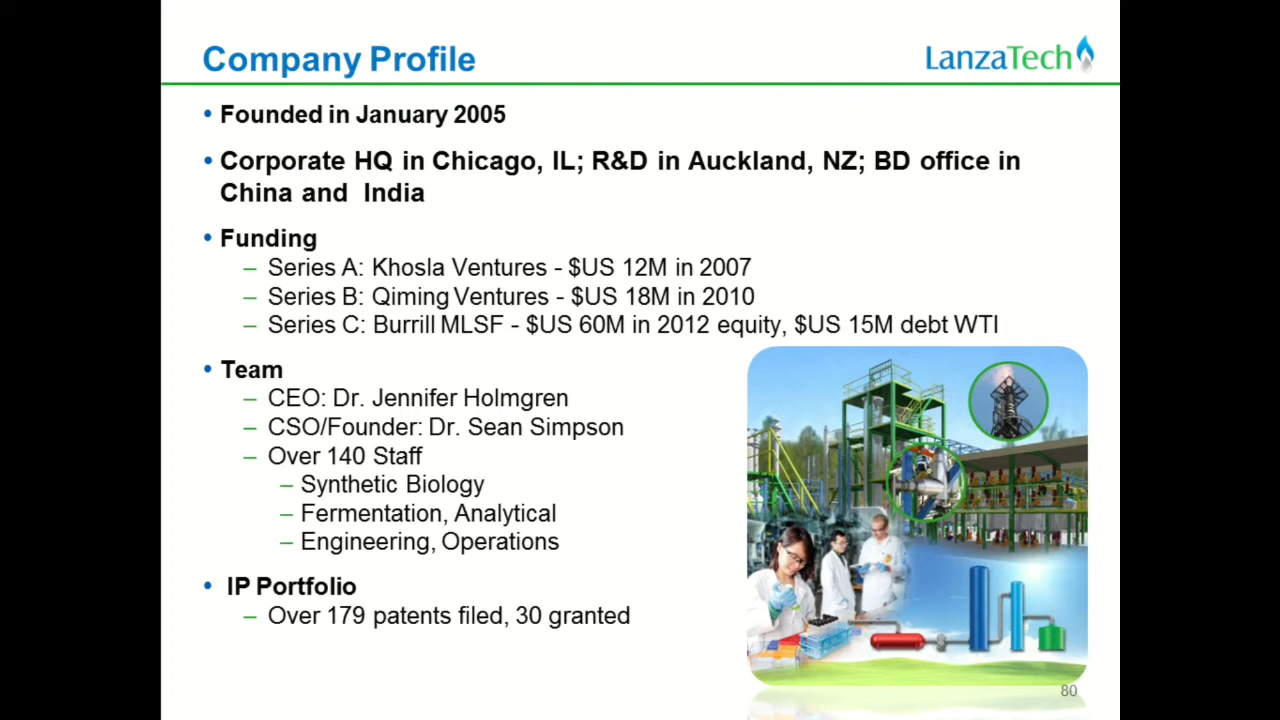 Company Profile
LanzaTech
• Founded in January 2005
• Corporate HQ in Chicago, IL; R&D in Auckland, NZ; BD office in
China and India
• Funding
– Series A: Khosla Ventures - $US 12M in 2007
– Series B: Qiming Ventures - $US 18M in 2010
– Series C: Burrill MLSF - $US 60M in 2012 equity, $US 15M debt WTI
• Team
– CEO: Dr. Jennifer Holmgren
– CSO/Founder: Dr. Sean Simpson
– Over 140 Staff
– Synthetic Biology
– Fermentation, Analytical
– Engineering, Operations
• IP Portfolio
– Over 179 patents filed, 30 granted
80